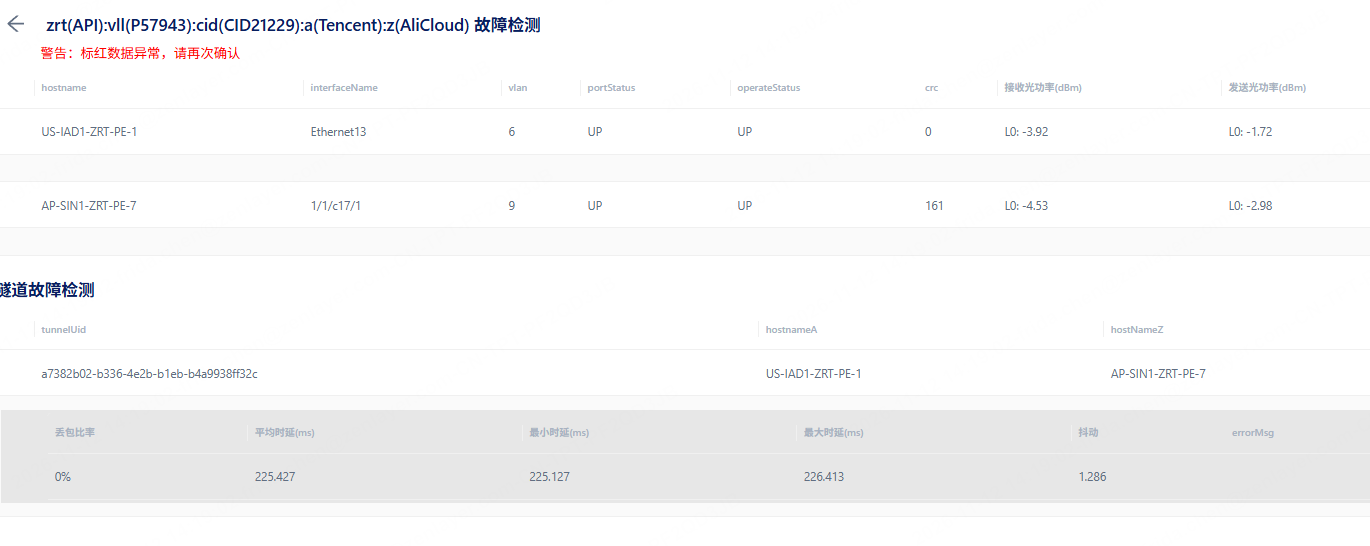 zrt(API):vll(P57943):cid(CID21229):a(Tencent):z(AliCloud) 故障检测
警告：标红数据异常，请再次确认
hostname interfaceName vlan portStatus operateStatus crc 接收光功率(dBm) 发送光功率(dBm)
US-IAD1-ZRT-PE-1 Ethernet13 6 UP UP 0 L0: -3.92 L0: -1.72
AP-SIN1-ZRT-PE-7 1/1/c17/1 9 UP UP 161 L0: -4.53 L0: -2.98
隧道故障检测
tunnelUid hostnameA hostNameZ
a7382b02-b336-4e2b-b1eb-b4a9938ff32c US-IAD1-ZRT-PE-1 AP-SIN1-ZRT-PE-7
丢包比率 平均时延(ms) 最小时延(ms) 最大时延(ms) 抖动 errorMsg
0% 225.427 225.127 226.413 1.286